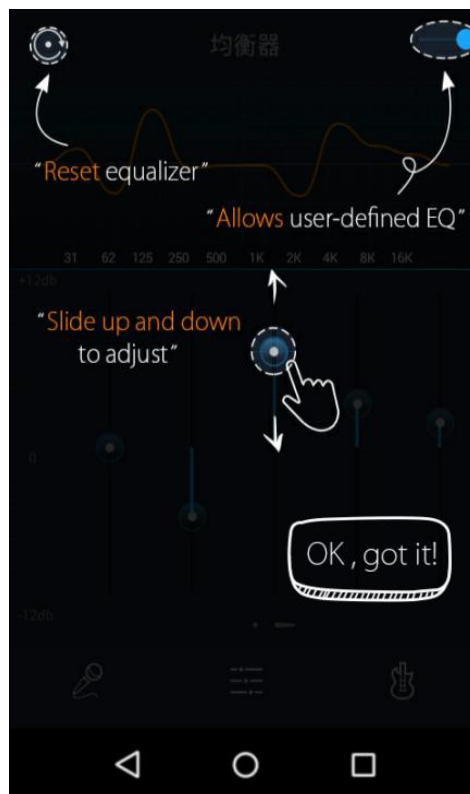 均衡器
“Reset equalizer”
“Allows user-defined EQ”
31 62 125 250 500 1K 2K 4K 8K 16K
+12db
“Slide up and down
to adjust”
0
OK , got it!
-12db